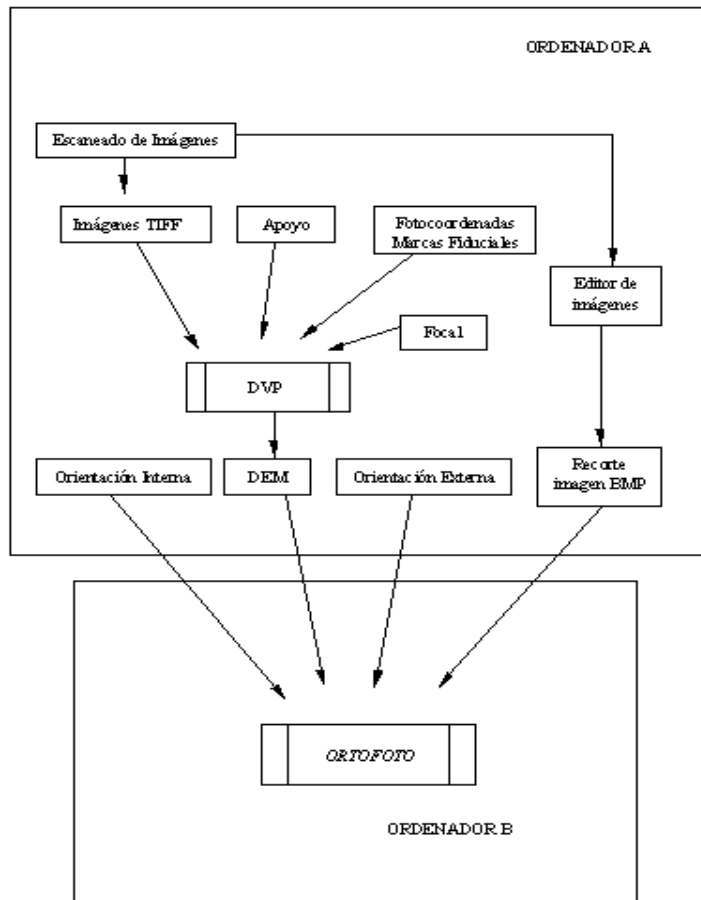 ORDENADOR A
Escaneado de Imágenes
Imágenes TIFF
Apoyo
Fotocoordenadas
Marcas Fiduciales
Editor de
imágenes
Focal
DVP
Orientación Interna
DEM
Orientación Externa
Recorte
imagen BMP
ORTOFOTO
ORDENADOR B